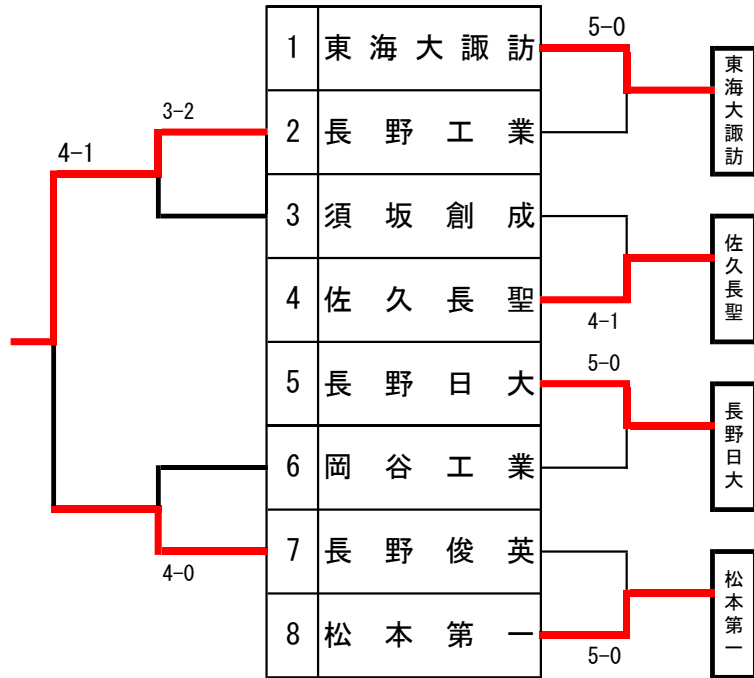 5-0
1 東海大諏訪
東海大諏訪
3-2
2 長野工業
4-1
3 須坂創成
佐久長聖
4 佐久長聖
4-1
5-0
5 長野日大
長野日大
6 岡谷工業
7 長野俊英
4-0
松本第一
8 松本第一
5-0